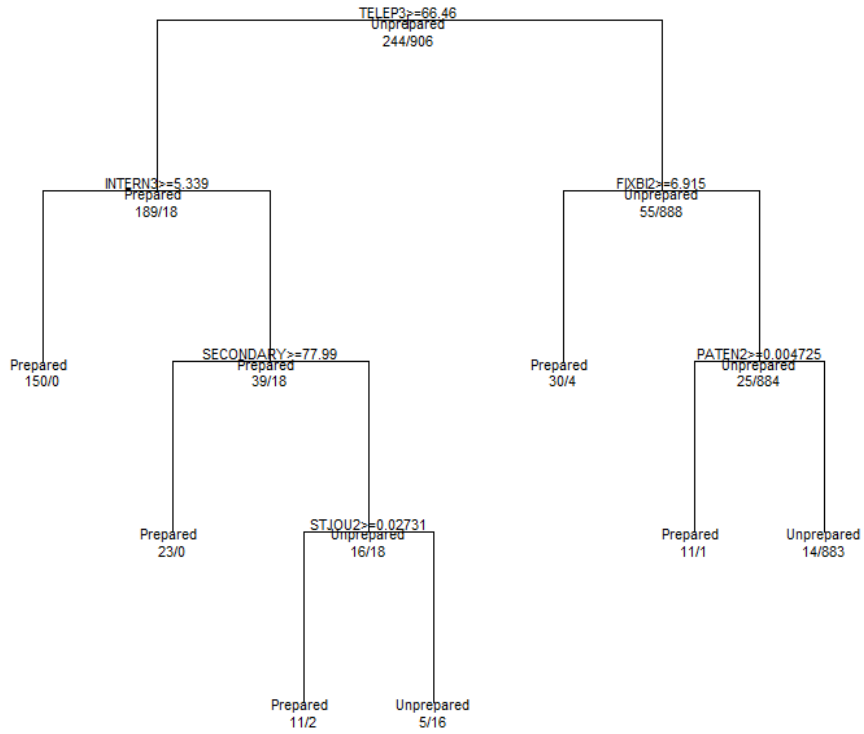 TELEP3>=66.46
Unprepared
244/906
INTERN3>=5.339
Prepared
189/18
FIXBI2>=6.915
Unprepared
55/888
Prepared
150/0
SECONDARY>=77.99
Prepared
39/18
Prepared
30/4
PATEN2>=0.004725
Unprepared
25/884
Prepared
23/0
STJOU2>=0.02731
Unprepared
16/18
Prepared
11/1
Unprepared
14/883
Prepared
11/2
Unprepared
5/16